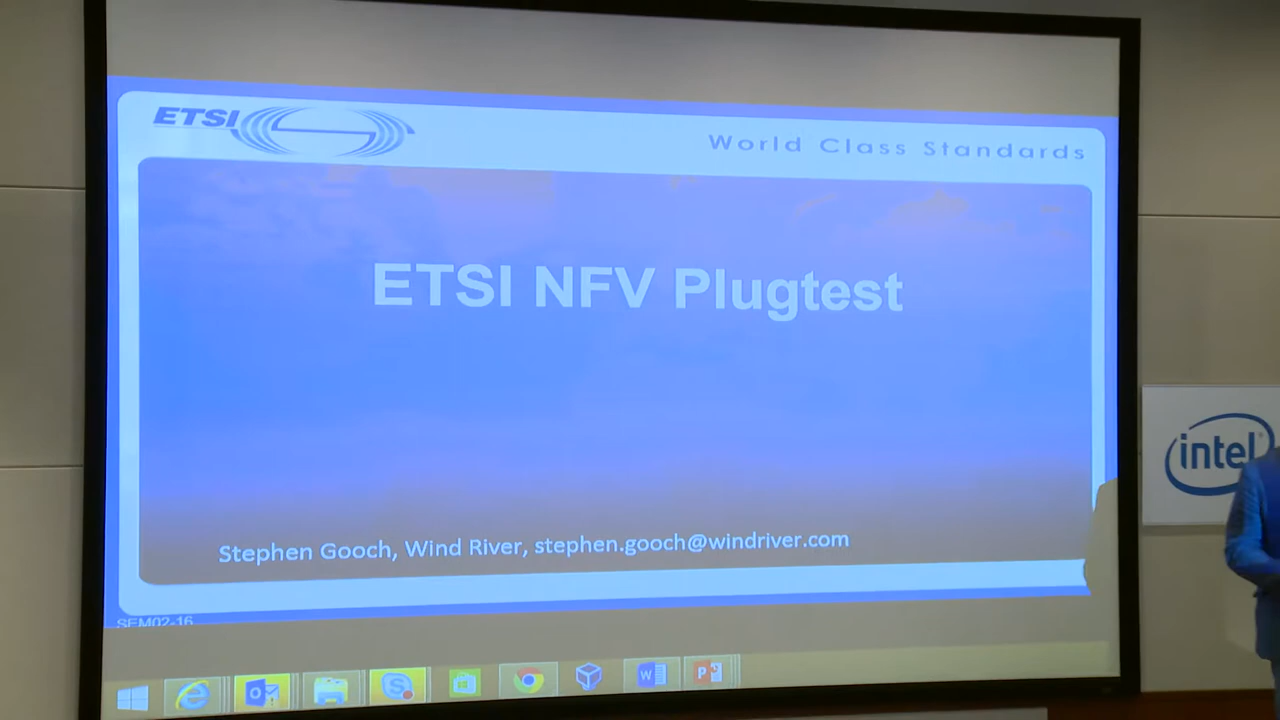 ETSI
World Class Standards
ETSI NFV Plugtest
Stephen Gooch, Wind River, stephen.gooch@windriver.com
SEM02-16
intel